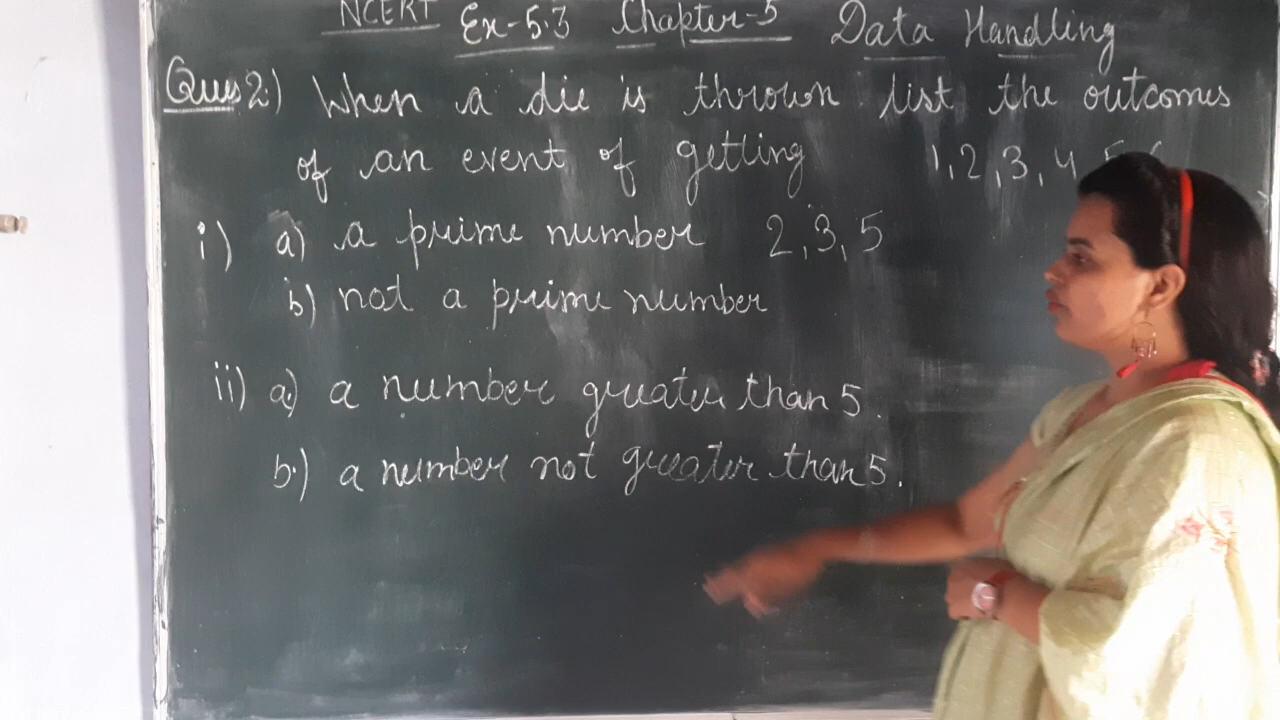 NCERT Ex-5.3 Chapter-5 Data Handling
Ques 2.) When a die is thrown list the outcomes
of an event of getting 1, 2, 3, 4
i) a) a prime number 2, 3, 5
b) not a prime number
ii) a) a number greater than 5.
b.) a number not greater than 5.